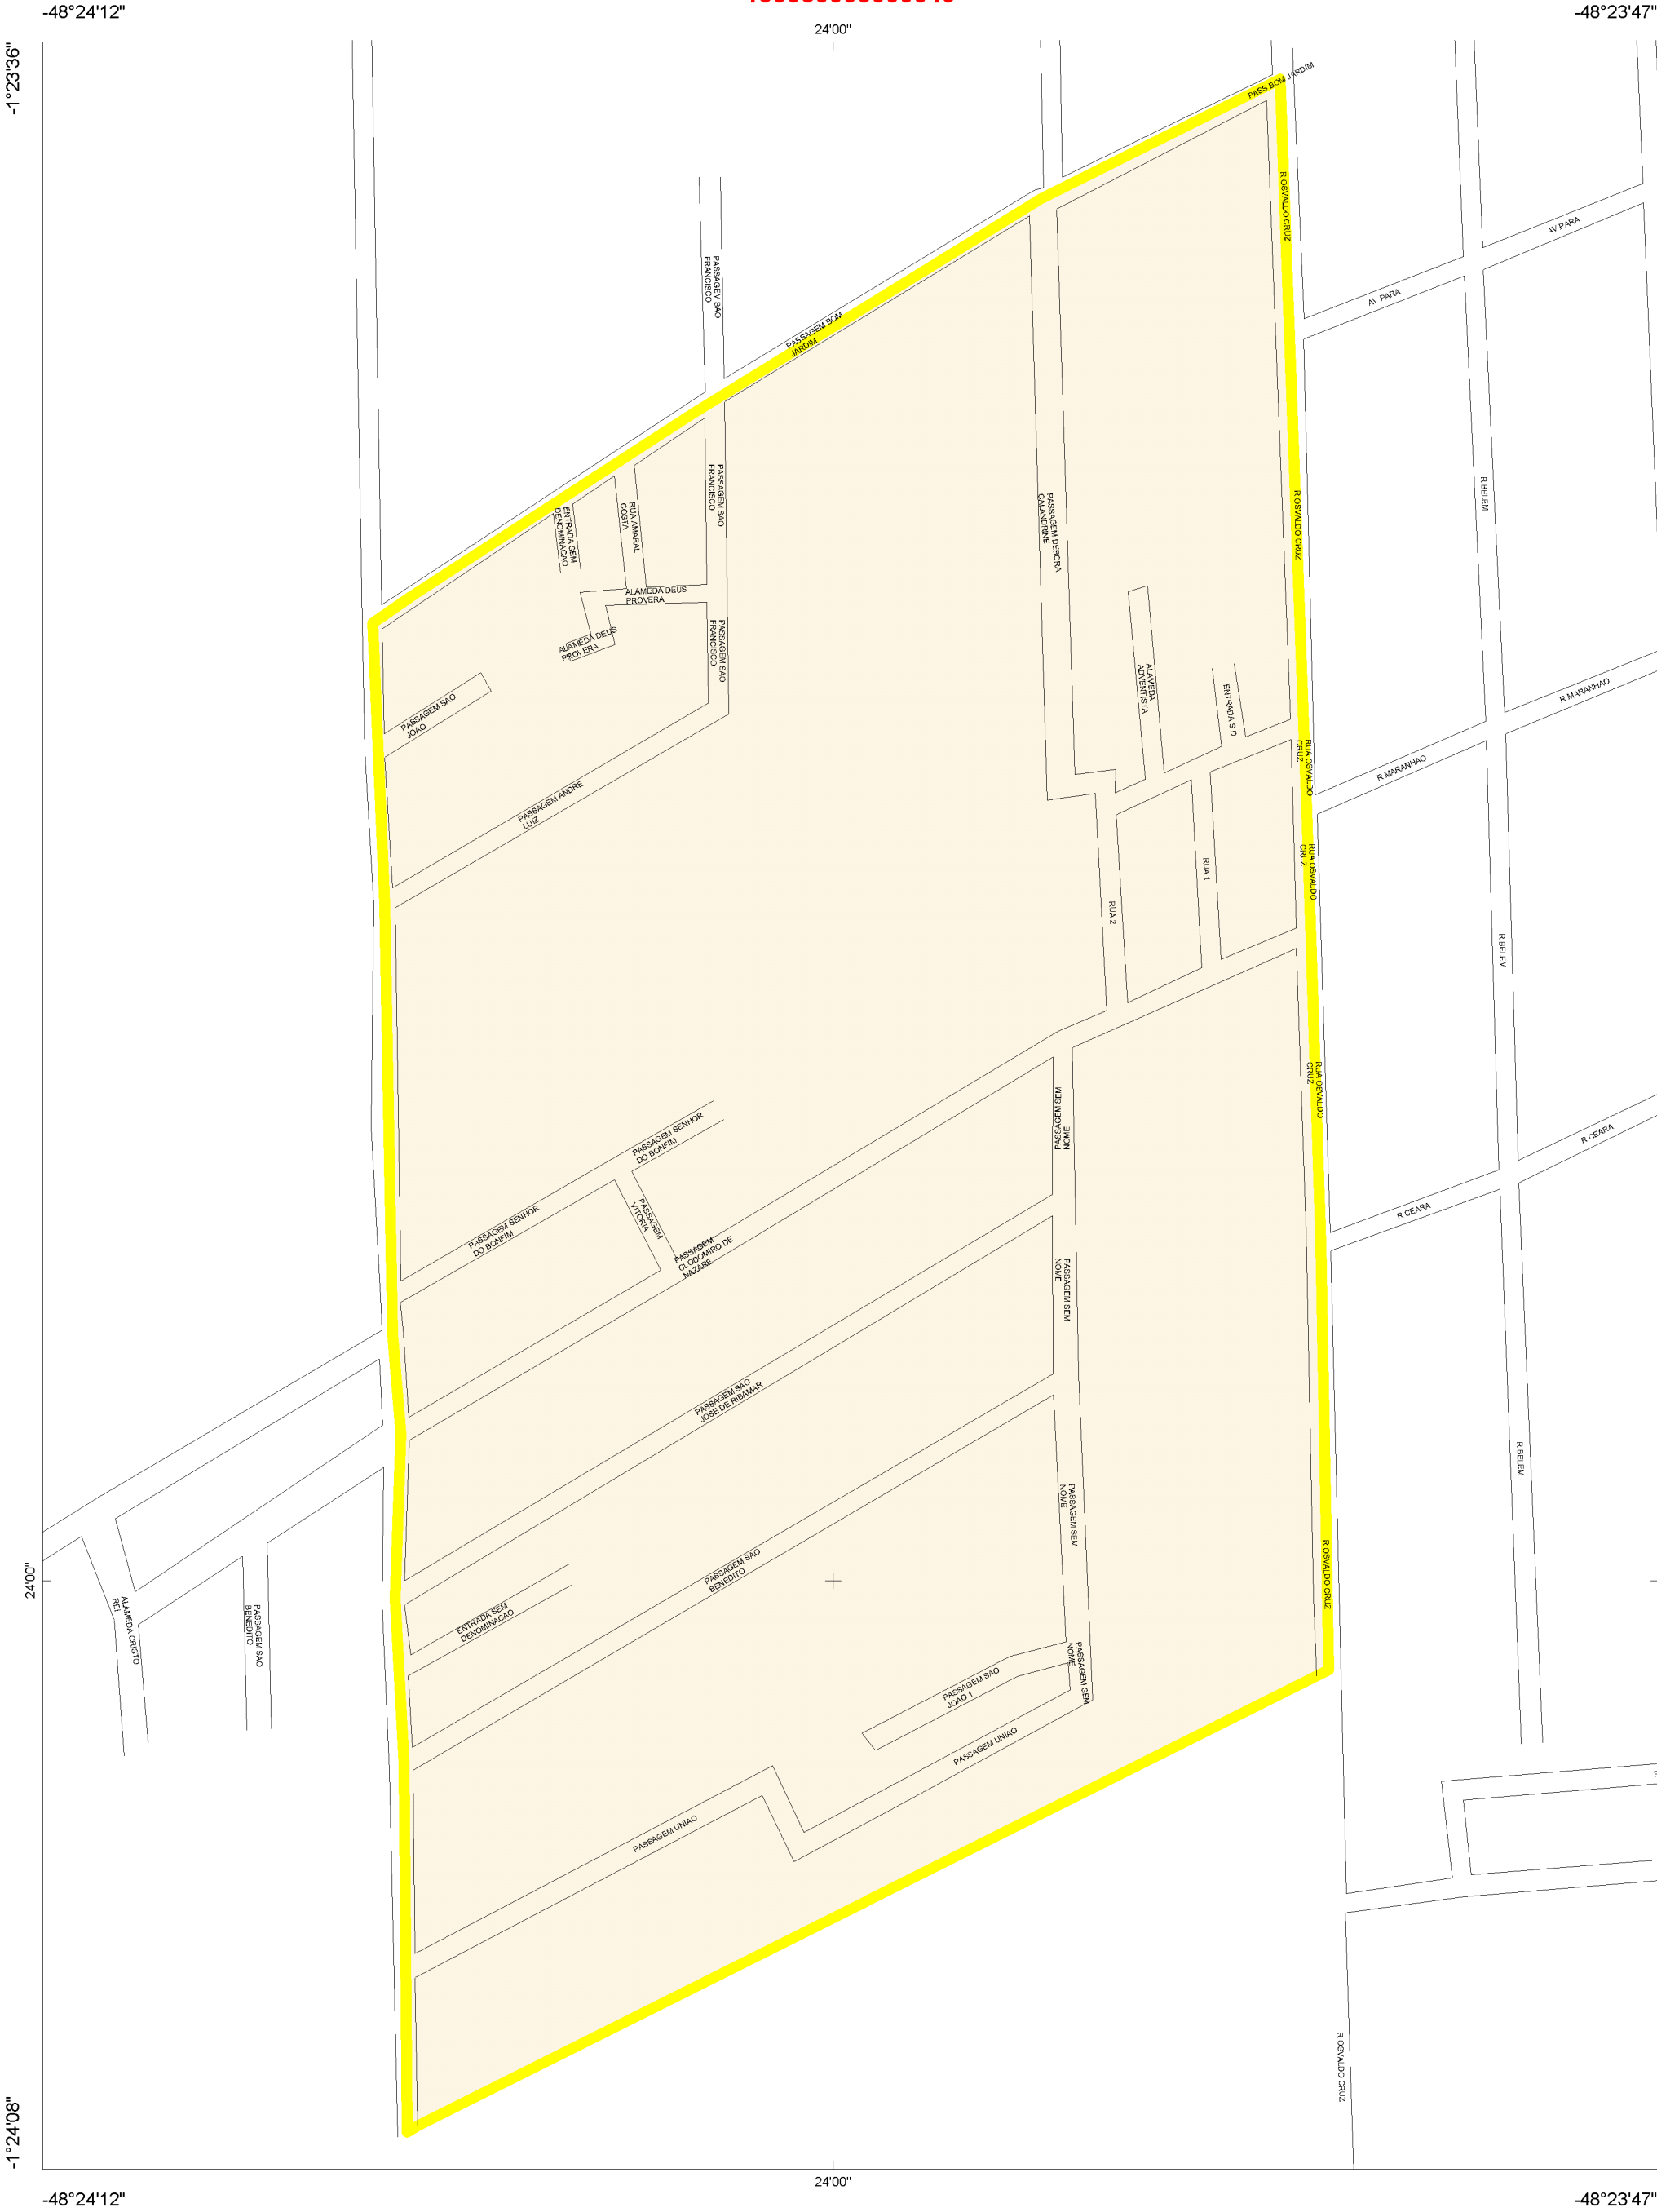 -48°24'12"
-48°23'47"
24'00"
-1°23'36"
PASS BOM JARDIM
R OSVALDO CRUZ
AV PARA
AV PARA
PASSAGEM SAO
FRANCISCO
PASSAGEM BOM
JARDIM
PASSAGEM SAO
FRANCISCO
RUA AMARAL
COSTA
ENTRADA SEM
DENOMINACAO
PASSAGEM DEBORA
CALANDRINE
R OSVALDO CRUZ
R BELEM
ALAMEDA DEUS
PROVERA
ALAMEDA DEUS
PROVERA
PASSAGEM SAO
FRANCISCO
PASSAGEM SAO
JOAO
ALAMEDA
ADVENTISTA
ENTRADA S D
R MARANHAO
R MARANHAO
RUA OSVALDO
CRUZ
PASSAGEM ANDRE
LUIZ
RUA OSVALDO
CRUZ
RUA 1
RUA 2
R BELEM
RUA OSVALDO
CRUZ
PASSAGEM SEM
NOME
PASSAGEM SENHOR
DO BONFIM
R CEARA
R CEARA
PASSAGEM SENHOR
DO BONFIM
PASSAGEM
VITORIA
PASSAGEM
CLODOMIRO DE
NAZARE
PASSAGEM SEM
NOME
PASSAGEM SAO
JOSE DE RIBAMAR
R BELEM
PASSAGEM SEM
NOME
PASSAGEM SAO
BENEDITO
R OSVALDO CRUZ
24'00"
ALAMEDA CRISTO
REI
PASSAGEM SAO
BENEDITO
ENTRADA SEM
DENOMINACAO
PASSAGEM SEM
NOME
PASSAGEM SAO
JOAO 1
PASSAGEM UNIAO
PASSAGEM UNIAO
R OSVALDO CRUZ
-1°24'08"
24'00"
-48°24'12"
-48°23'47"